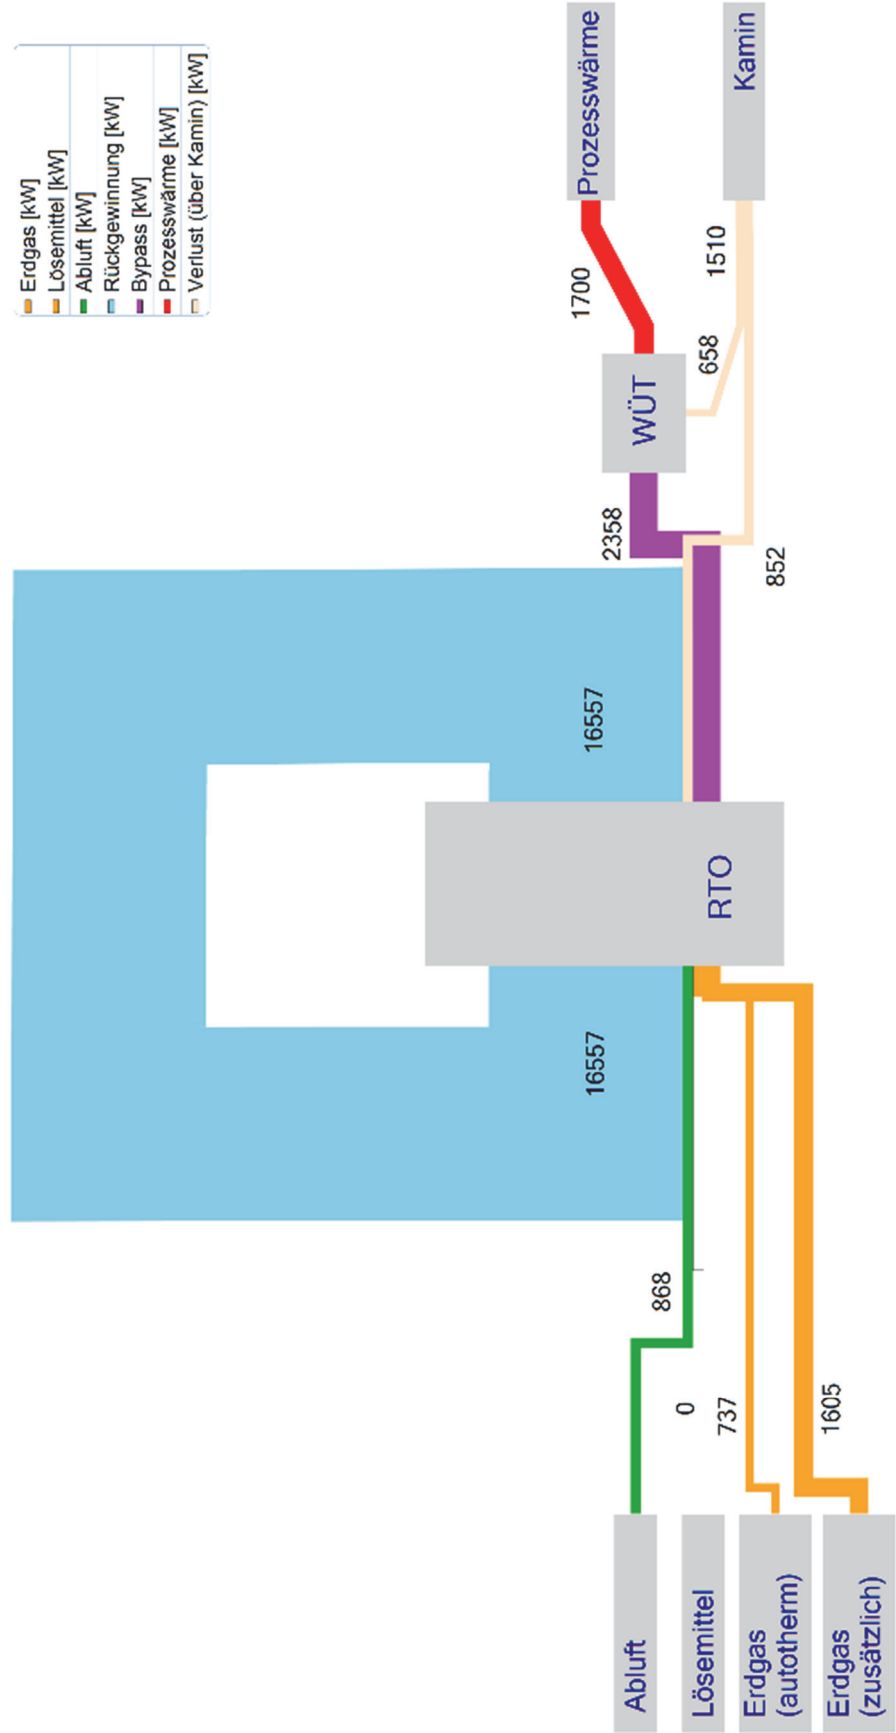 Erdgas [kW]
Lösemittel [kW]
Abluft [kW]
Rückgewinnung [kW]
Bypass [kW]
Prozesswärme [kW]
Verlust (über Kamin) [kW]
Abluft
Lösemittel
Erdgas
(autotherm)
Erdgas
(zusätzlich)
868
0
737
1605
16557
RTO
16557
2358
852
WÜT
658
1700
1510
Prozesswärme
Kamin